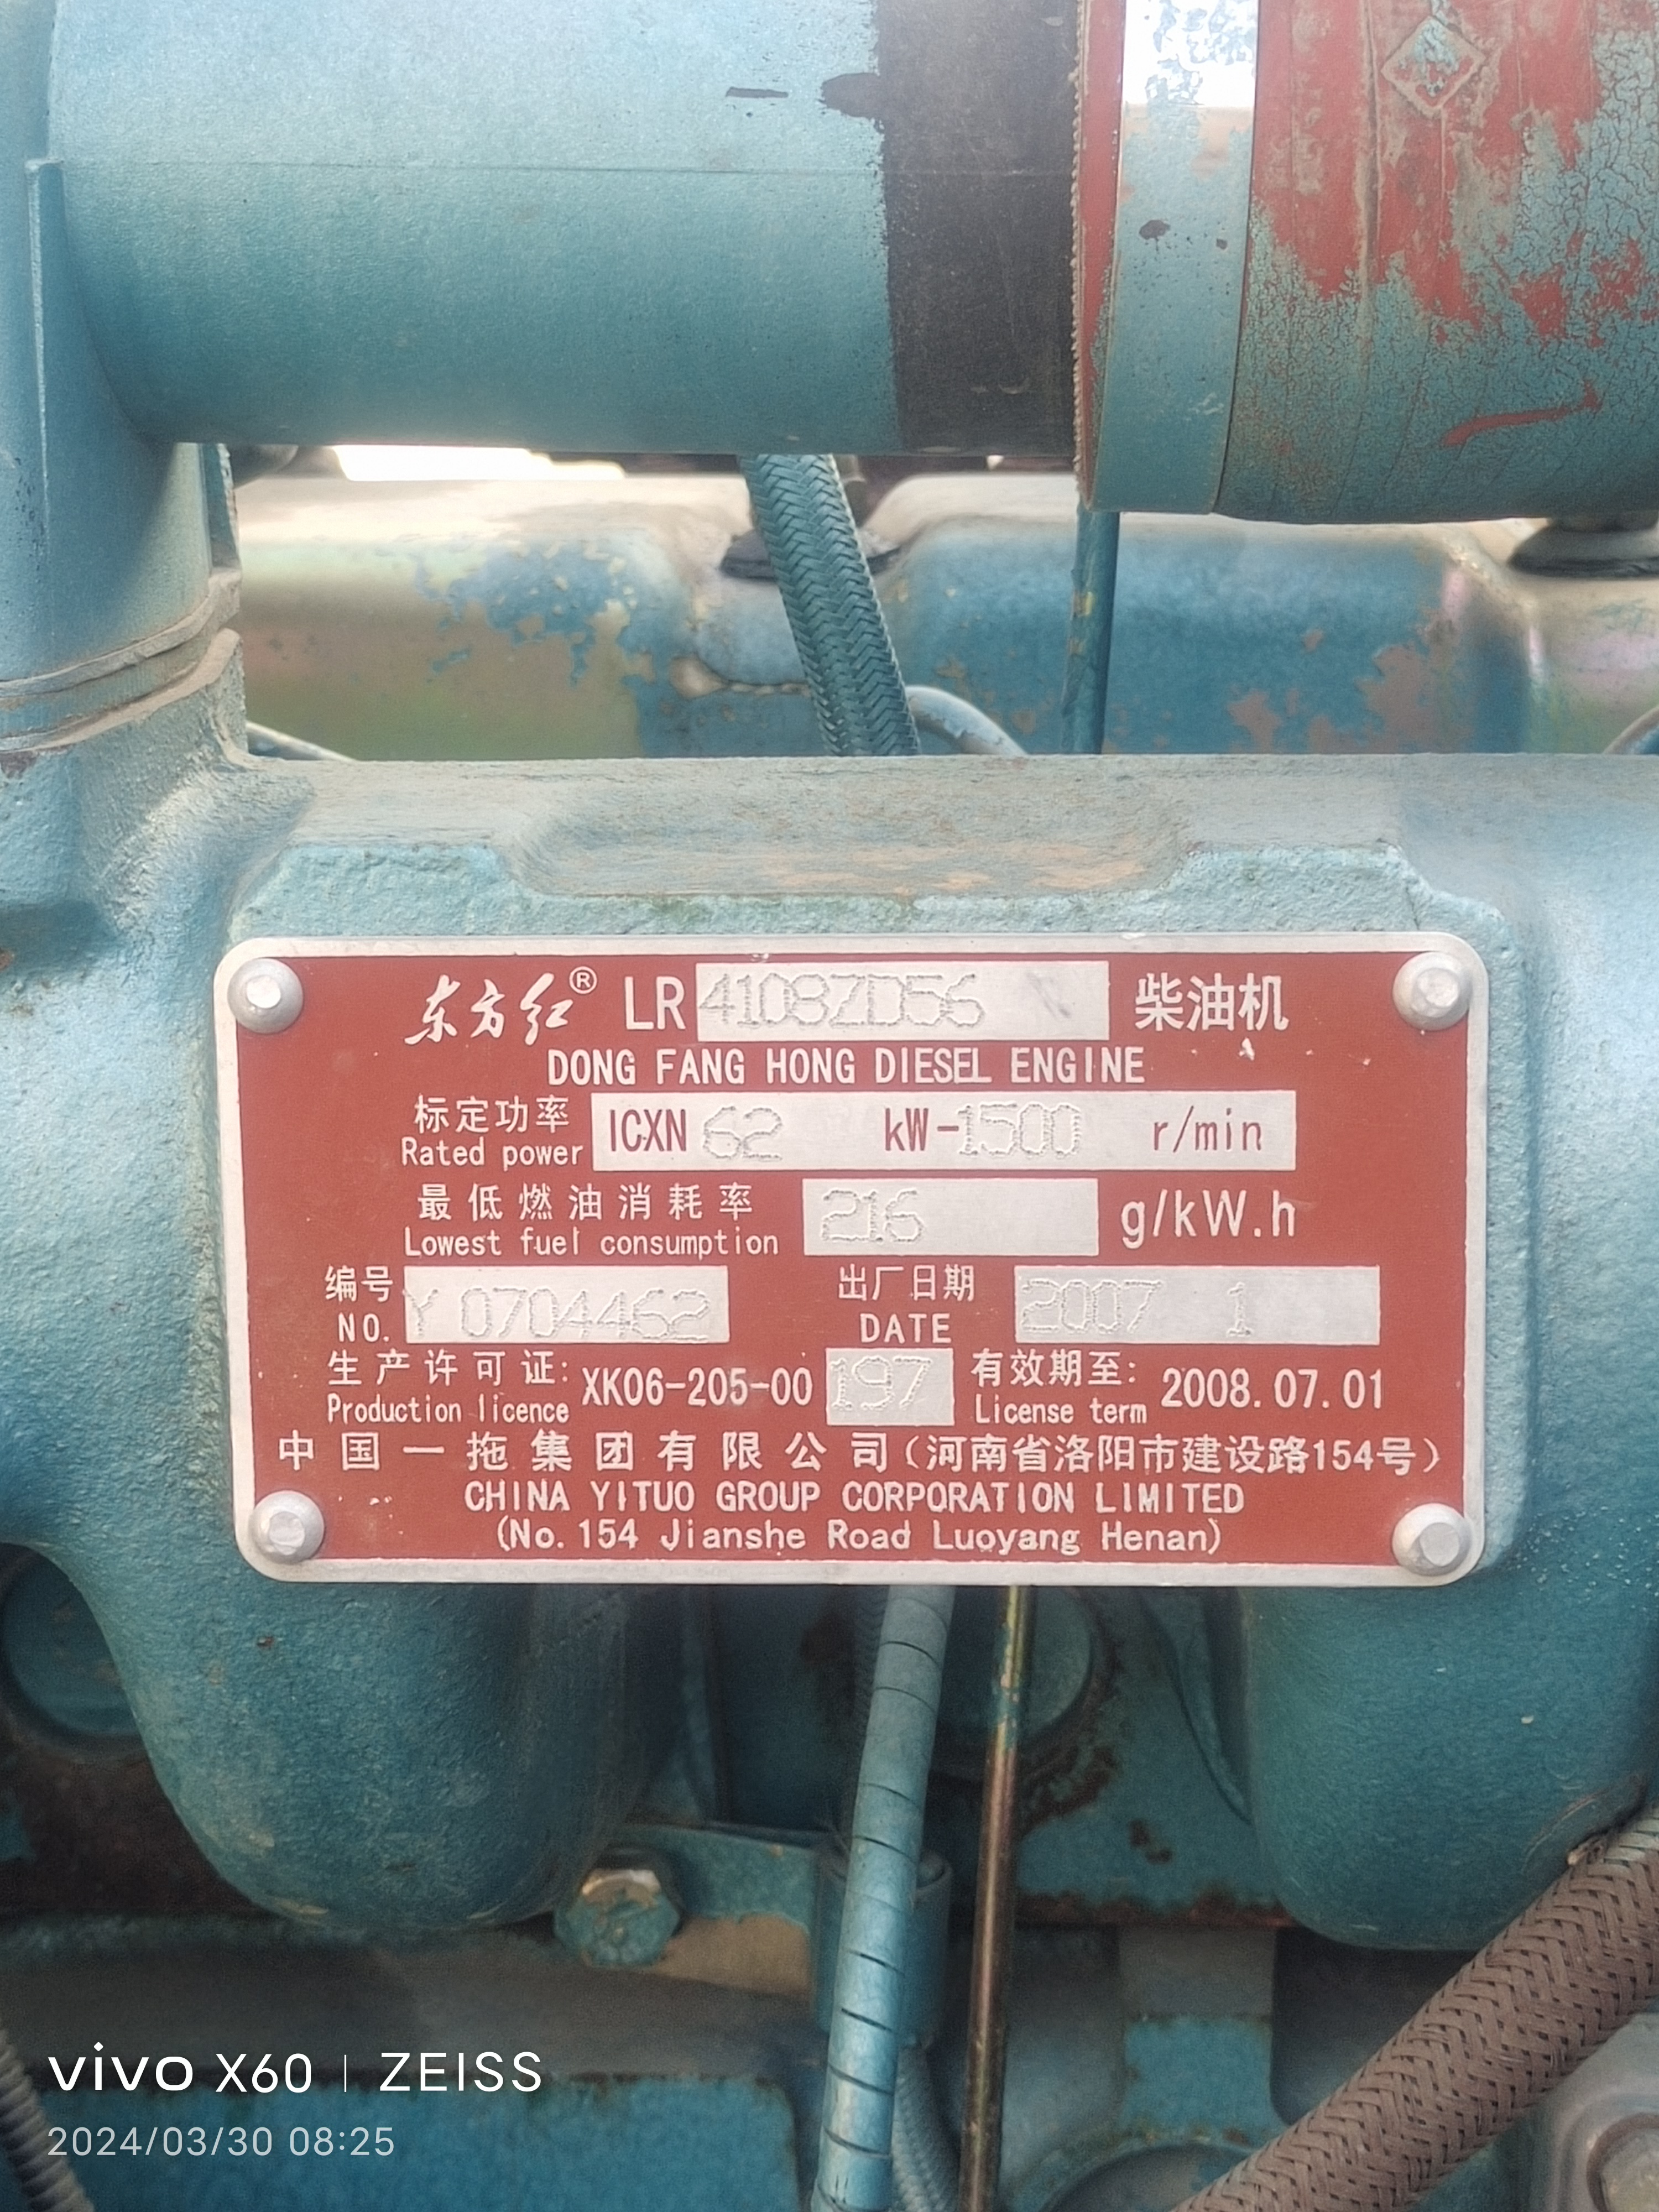 东方红® LR4108ZD56 柴油机
DONG FANG HONG DIESEL ENGINE
标定功率 ICXN 62 kW-1500 r/min
Rated power
最低燃油消耗率 216 g/kW.h
Lowest fuel consumption
编号 Y 0704462 出厂日期 2007 1
NO. DATE
生产许可证: XK06-205-00 197 有效期至: 2008.07.01
Production licence License term
中国一拖集团有限公司(河南省洛阳市建设路154号)
CHINA YITUO GROUP CORPORATION LIMITED
(No.154 Jianshe Road Luoyang Henan)
vivo X60 | ZEISS
2024/03/30 08:25